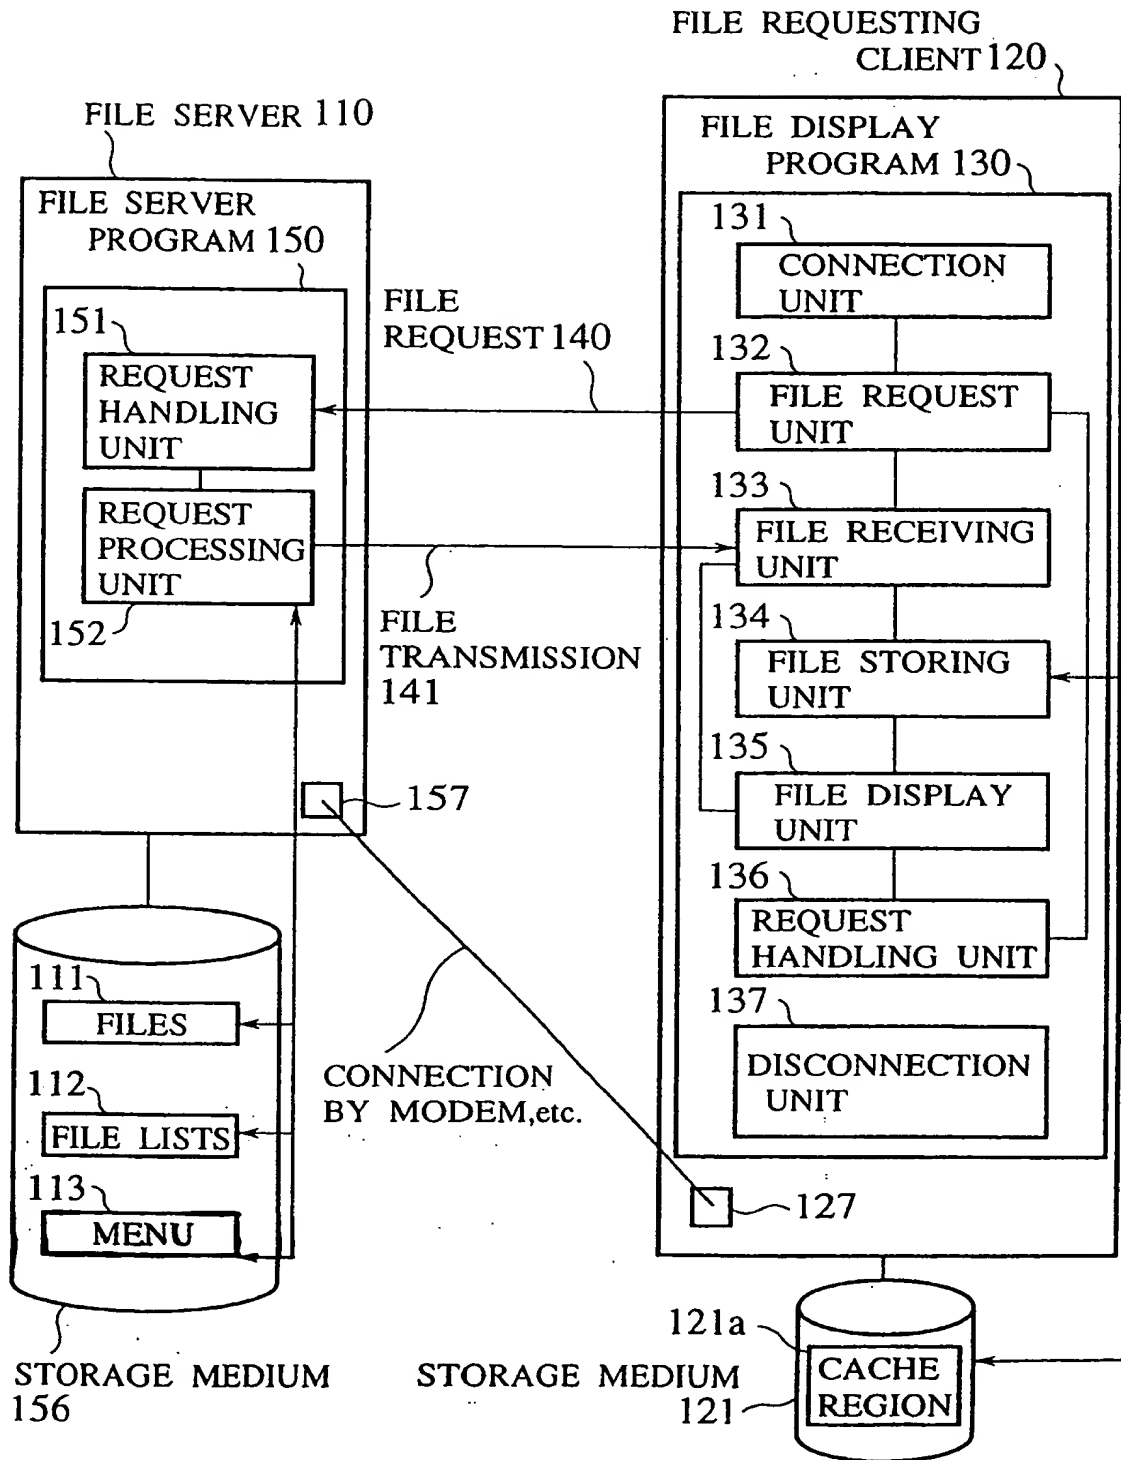 FILE REQUESTING
CLIENT 120
FILE SERVER 110
FILE DISPLAY
PROGRAM 130
FILE SERVER
PROGRAM 150
131
CONNECTION
UNIT
151
REQUEST
HANDLING
UNIT
FILE
REQUEST 140
132
FILE REQUEST
UNIT
REQUEST
PROCESSING
UNIT
152
133
FILE RECEIVING
UNIT
FILE
TRANSMISSION
141
134
FILE STORING
UNIT
157
135
FILE DISPLAY
UNIT
136
REQUEST
HANDLING UNIT
111
FILES
112
FILE LISTS
113
MENU
CONNECTION
BY MODEM,etc.
137
DISCONNECTION
UNIT
127
STORAGE MEDIUM
156
STORAGE MEDIUM
121
121a
CACHE
REGION